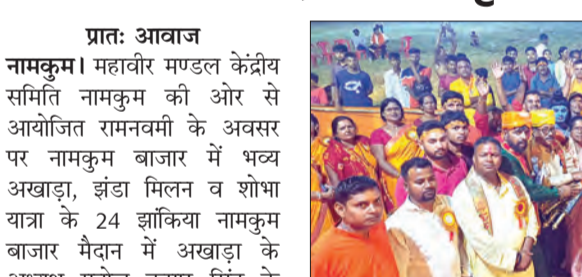 प्रातः आवाज
नामकुम। महावीर मण्डल केंद्रीय
समिति नामकुम की ओर से
आयोजित रामनवमी के अवसर
पर नामकुम बाजार में भव्य
अखाड़ा, झंडा मिलन व शोभा
यात्रा के 24 झांकिया नामकुम
बाजार मैदान में अखाड़ा के